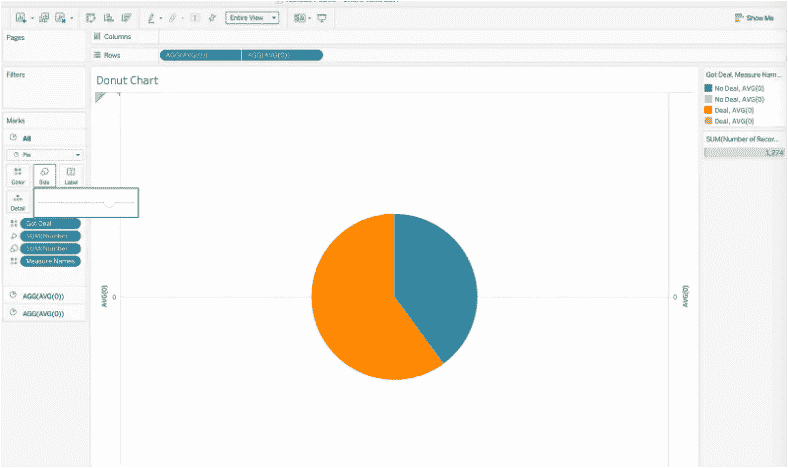 Entire View
Show Me
Pages
Columns
Rows
AGG(AVG(0))
AGG(AVG(0))
Filters
Donut Chart
Marks
All
Pie
Color
Size
Label
Detail
Got Deal
SUM(Number
SUM(Number
Measure Names
AGG(AVG(0))
AGG(AVG(0))
AVG(0)
0
0
AVG(0)
Got Deal, Measure Nam...
No Deal, AVG(0)
No Deal, AVG(0)
Deal, AVG(0)
Deal, AVG(0)
SUM(Number of Recor...
1,274